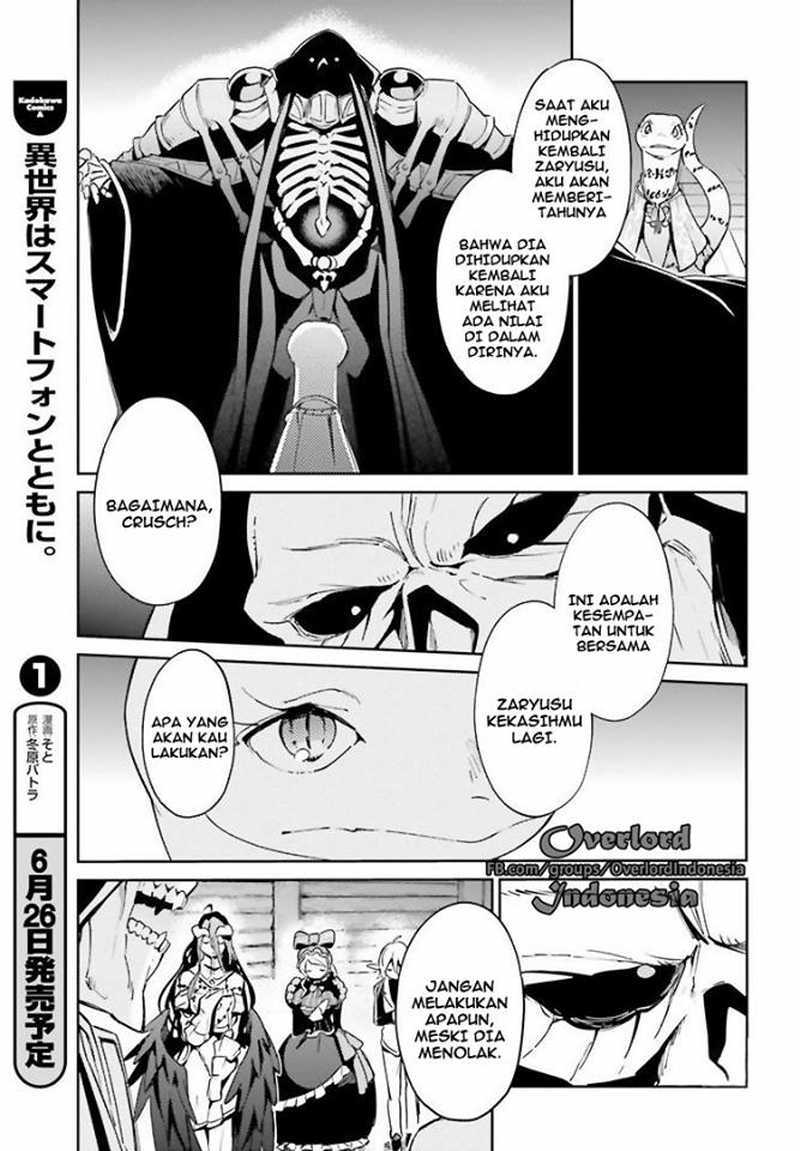 SAAT AKU
MENG-
HIDUPKAN
KEMBALI
ZARYUSU,
AKU AKAN
MEMBERI-
TAHUNYA
BAHWA DIA
DIHIDUPKAN
KEMBALI
KARENA AKU
MELIHAT
ADA NILAI
DI DALAM
DIRINYA.
BAGAIMANA,
CRUSCH?
INI ADALAH
KESEMPA-
TAN UNTUK
BERSAMA
ZARYUSU
KEKASIHMU
LAGI.
APA YANG
AKAN KAU
LAKUKAN?
Overlord
FB.com/groups/OverlordIndonesia
Indonesia
JANGAN
MELAKUKAN
APAPUN,
MESKI DIA
MENOLAK.
Kadokawa
Comics
A
異世界はスマートフォンとともに。
1
漫画 そと
原作 冬原パトラ
6月26日発売予定